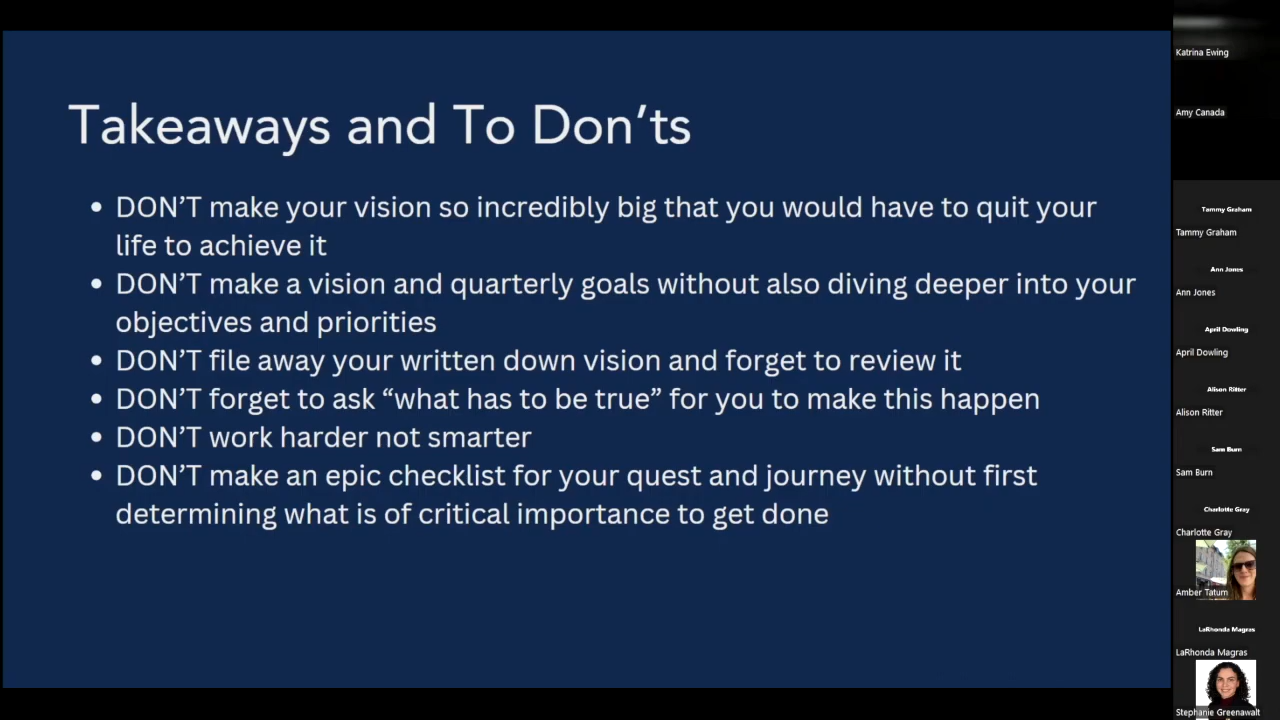 Takeaways and To Don'ts
• DON'T make your vision so incredibly big that you would have to quit your
life to achieve it
• DON'T make a vision and quarterly goals without also diving deeper into your
objectives and priorities
• DON'T file away your written down vision and forget to review it
• DON'T forget to ask “what has to be true” for you to make this happen
• DON'T work harder not smarter
• DON'T make an epic checklist for your quest and journey without first
determining what is of critical importance to get done
Katrina Ewing
Amy Canada
Tammy Graham
Tammy Graham
Ann Jones
Ann Jones
April Dowling
April Dowling
Alison Ritter
Alison Ritter
Sam Burn
Sam Burn
Charlotte Gray
Charlotte Gray
Amber Tatum
LaRhonda Magras
LaRhonda Magras
Stephanie Greenawalt